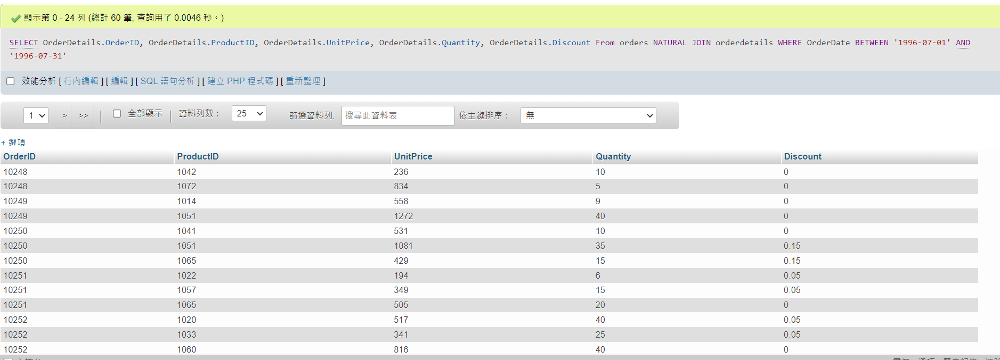 顯示第 0 - 24 列 (總計 60 筆, 查詢用了 0.0046 秒。)
SELECT OrderDetails.OrderID, OrderDetails.ProductID, OrderDetails.UnitPrice, OrderDetails.Quantity, OrderDetails.Discount From orders NATURAL JOIN orderdetails WHERE OrderDate BETWEEN '1996-07-01' AND
'1996-07-31'
效能分析 [ 行內編輯 ] [ 編輯 ] [ SQL 語句分析 ] [ 建立 PHP 程式碼 ] [ 重新整理 ]
1 > >> | 全部顯示 | 資料列數： 25 篩選資料列: 搜尋此資料表 依主鍵排序： 無
+ 選項
OrderID ProductID UnitPrice Quantity Discount
10248 1042 236 10 0
10248 1072 834 5 0
10249 1014 558 9 0
10249 1051 1272 40 0
10250 1041 531 10 0
10250 1051 1081 35 0.15
10250 1065 429 15 0.15
10251 1022 194 6 0.05
10251 1057 349 15 0.05
10251 1065 505 20 0
10252 1020 517 40 0.05
10252 1033 341 25 0.05
10252 1060 816 40 0